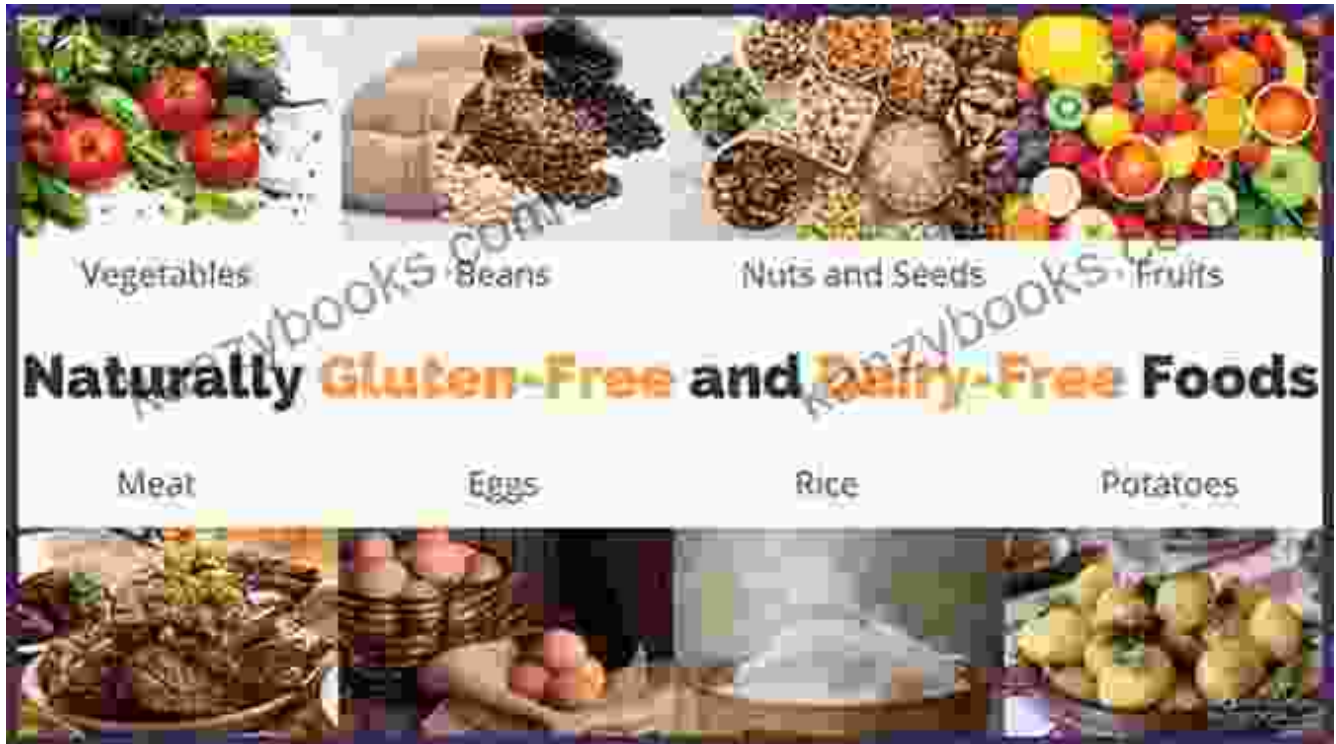 Vegetables
Beans
Nuts and Seeds
Fruits
Naturally Gluten-Free and Dairy-Free Foods
Meat
Eggs
Rice
Potatoes